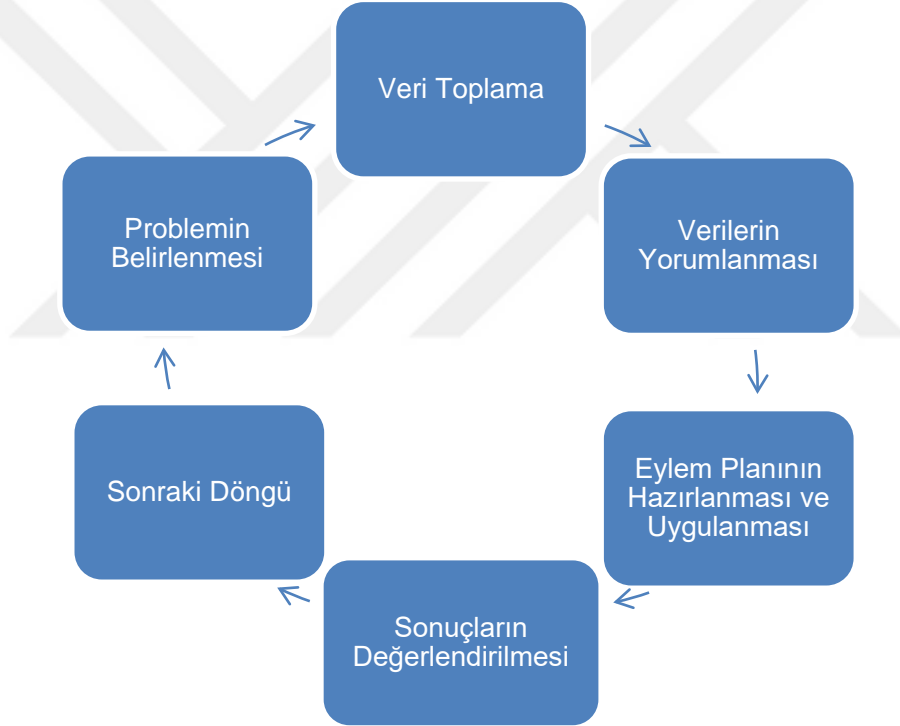 Veri Toplama
Verilerin
Yorumlanması
Eylem Planının
Hazırlanması ve
Uygulanması
Sonuçların
Değerlendirilmesi
Sonraki Döngü
Problemin
Belirlenmesi